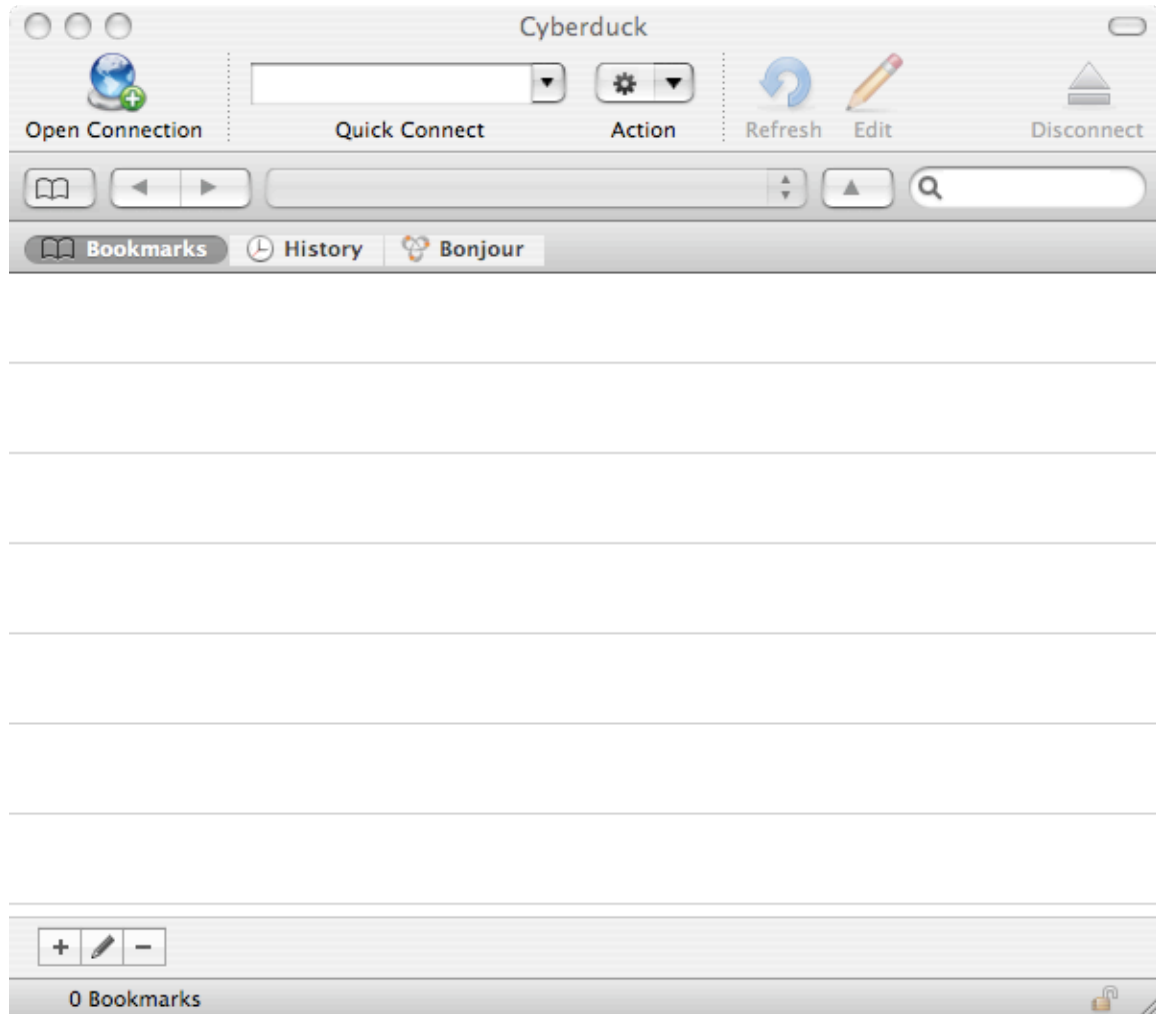 Cyberduck
Open Connection
Quick Connect
Action
Refresh
Edit
Disconnect
Bookmarks
History
Bonjour
0 Bookmarks